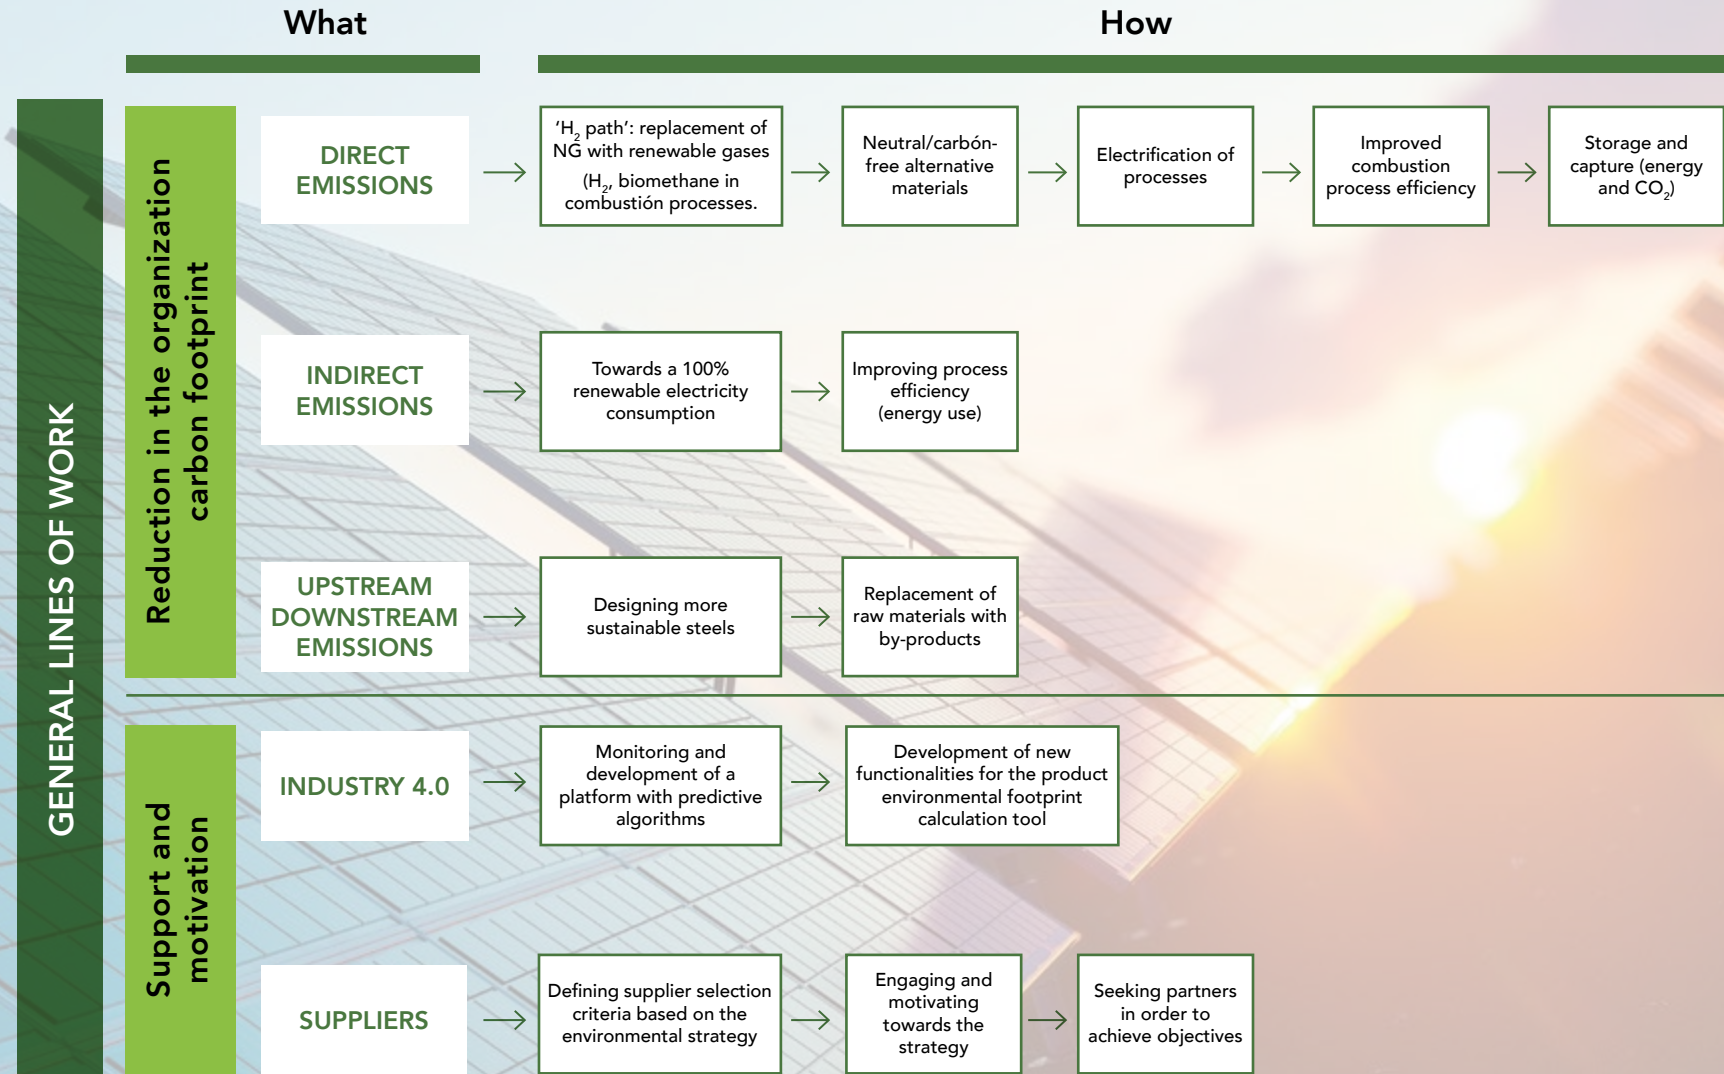 What
How
GENERAL LINES OF WORK
Reduction in the organization
carbon footprint
DIRECT
EMISSIONS
'H₂ path': replacement of
NG with renewable gases
(H₂, biomethane in
combustión processes.
Neutral/carbón-
free alternative
materials
Electrification of
processes
Improved
combustion
process efficiency
Storage and
capture (energy
and CO₂)
INDIRECT
EMISSIONS
Towards a 100%
renewable electricity
consumption
Improving process
efficiency
(energy use)
UPSTREAM
DOWNSTREAM
EMISSIONS
Designing more
sustainable steels
Replacement of
raw materials with
by-products
Support and
motivation
INDUSTRY 4.0
Monitoring and
development of a
platform with predictive
algorithms
Development of new
functionalities for the product
environmental footprint
calculation tool
SUPPLIERS
Defining supplier selection
criteria based on the
environmental strategy
Engaging and
motivating
towards the
strategy
Seeking partners
in order to
achieve objectives